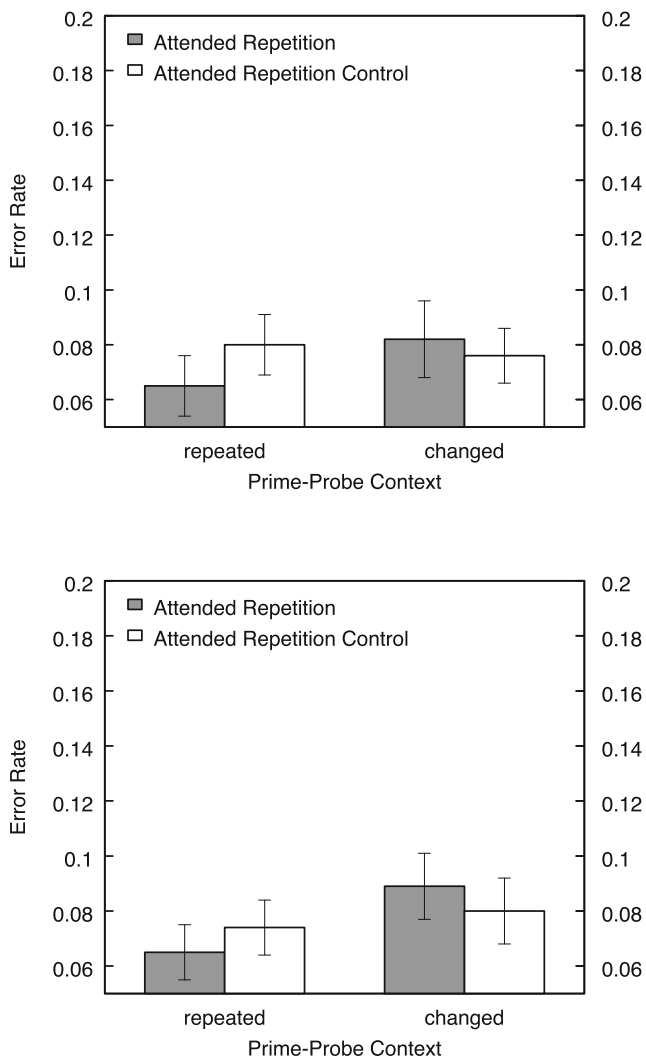 0.2 0.2
Attended Repetition
0.18 0.18
Attended Repetition Control
0.16 0.16
0.14 0.14
0.12 0.12
Error Rate
0.1 0.1
0.08 0.08
0.06 0.06
repeated changed
Prime-Probe Context
0.2 0.2
Attended Repetition
0.18 0.18
Attended Repetition Control
0.16 0.16
0.14 0.14
0.12 0.12
Error Rate
0.1 0.1
0.08 0.08
0.06 0.06
repeated changed
Prime-Probe Context